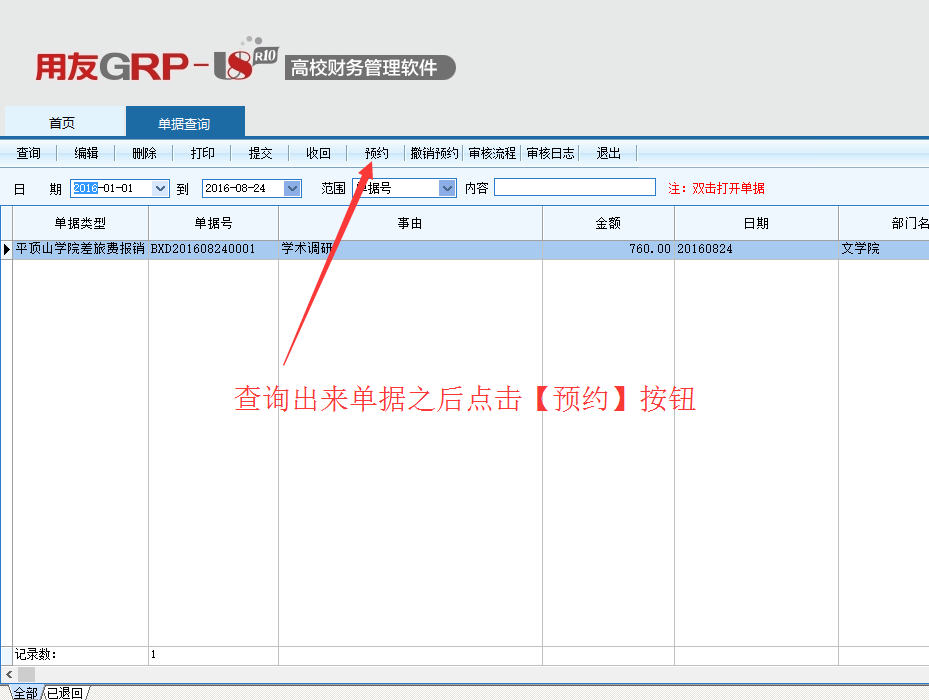 用友GRP-U8 R10 高校财务管理软件
首页 单据查询
查询 编辑 删除 打印 提交 收回 预约 撤销预约 审核流程 审核日志 退出
日 期 2016-01-01 到 2016-08-24 范围 单据号 内容 注：双击打开单据
单据类型 单据号 事由 金额 日期 部门名
平顶山学院差旅费报销 BXD201608240001 学术调研 760.00 20160824 文学院
查询出来单据之后点击【预约】按钮
记录数: 1
全部 已退回